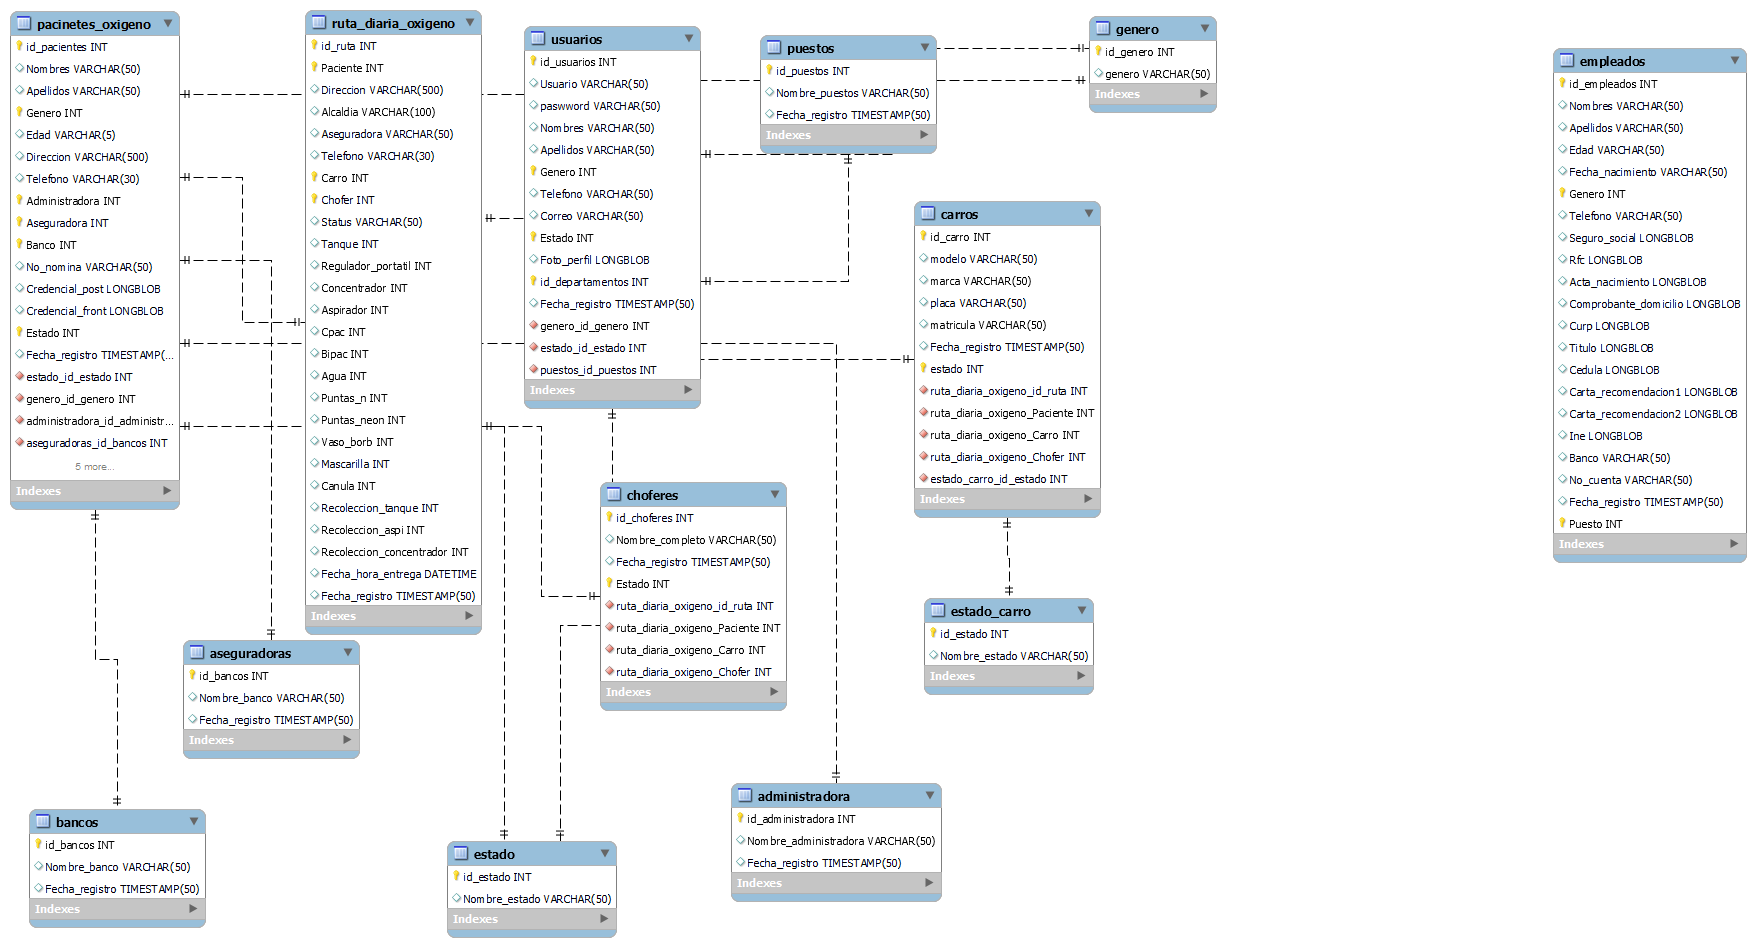 pacinetes_oxigeno
id_pacientes INT
Nombres VARCHAR(50)
Apellidos VARCHAR(50)
Genero INT
Edad VARCHAR(5)
Direccion VARCHAR(500)
Telefono VARCHAR(30)
Administradora INT
Aseguradora INT
Banco INT
No_nomina VARCHAR(50)
Credencial_post LONGBLOB
Credencial_front LONGBLOB
Estado INT
Fecha_registro TIMESTAMP(...
estado_id_estado INT
genero_id_genero INT
administradora_id_administr...
aseguradoras_id_bancos INT
5 more...
Indexes
ruta_diaria_oxigeno
id_ruta INT
Paciente INT
Direccion VARCHAR(500)
Alcaldia VARCHAR(100)
Aseguradora VARCHAR(50)
Telefono VARCHAR(30)
Carro INT
Chofer INT
Status VARCHAR(50)
Tanque INT
Regulador_portatil INT
Concentrador INT
Aspirador INT
Cpac INT
Bipac INT
Agua INT
Puntas_n INT
Puntas_neon INT
Vaso_borb INT
Mascarilla INT
Canula INT
Recoleccion_tanque INT
Recoleccion_aspi INT
Recoleccion_concentrador INT
Fecha_hora_entrega DATETIME
Fecha_registro TIMESTAMP(50)
Indexes
usuarios
id_usuarios INT
Usuario VARCHAR(50)
paswword VARCHAR(50)
Nombres VARCHAR(50)
Apellidos VARCHAR(50)
Genero INT
Telefono VARCHAR(50)
Correo VARCHAR(50)
Estado INT
Foto_perfil LONGBLOB
id_departamentos INT
Fecha_registro TIMESTAMP(50)
genero_id_genero INT
estado_id_estado INT
puestos_id_puestos INT
Indexes
puestos
id_puestos INT
Nombre_puestos VARCHAR(50)
Fecha_registro TIMESTAMP(50)
Indexes
genero
id_genero INT
genero VARCHAR(50)
Indexes
empleados
id_empleados INT
Nombres VARCHAR(50)
Apellidos VARCHAR(50)
Edad VARCHAR(50)
Fecha_nacimiento VARCHAR(50)
Genero INT
Telefono VARCHAR(50)
Seguro_social LONGBLOB
Rfc LONGBLOB
Acta_nacimiento LONGBLOB
Comprobante_domicilio LONGBLOB
Curp LONGBLOB
Titulo LONGBLOB
Cedula LONGBLOB
Carta_recomendacion1 LONGBLOB
Carta_recomendacion2 LONGBLOB
Ine LONGBLOB
Banco VARCHAR(50)
No_cuenta VARCHAR(50)
Fecha_registro TIMESTAMP(50)
Puesto INT
Indexes
carros
id_carro INT
modelo VARCHAR(50)
marca VARCHAR(50)
placa VARCHAR(50)
matricula VARCHAR(50)
Fecha_registro TIMESTAMP(50)
estado INT
ruta_diaria_oxigeno_id_ruta INT
ruta_diaria_oxigeno_Paciente INT
ruta_diaria_oxigeno_Carro INT
ruta_diaria_oxigeno_Chofer INT
estado_carro_id_estado INT
Indexes
choferes
id_choferes INT
Nombre_completo VARCHAR(50)
Fecha_registro TIMESTAMP(50)
Estado INT
ruta_diaria_oxigeno_id_ruta INT
ruta_diaria_oxigeno_Paciente INT
ruta_diaria_oxigeno_Carro INT
ruta_diaria_oxigeno_Chofer INT
Indexes
estado_carro
id_estado INT
Nombre_estado VARCHAR(50)
Indexes
aseguradoras
id_bancos INT
Nombre_banco VARCHAR(50)
Fecha_registro TIMESTAMP(50)
Indexes
bancos
id_bancos INT
Nombre_banco VARCHAR(50)
Fecha_registro TIMESTAMP(50)
Indexes
estado
id_estado INT
Nombre_estado VARCHAR(50)
Indexes
administradora
id_administradora INT
Nombre_administradora VARCHAR(50)
Fecha_registro TIMESTAMP(50)
Indexes